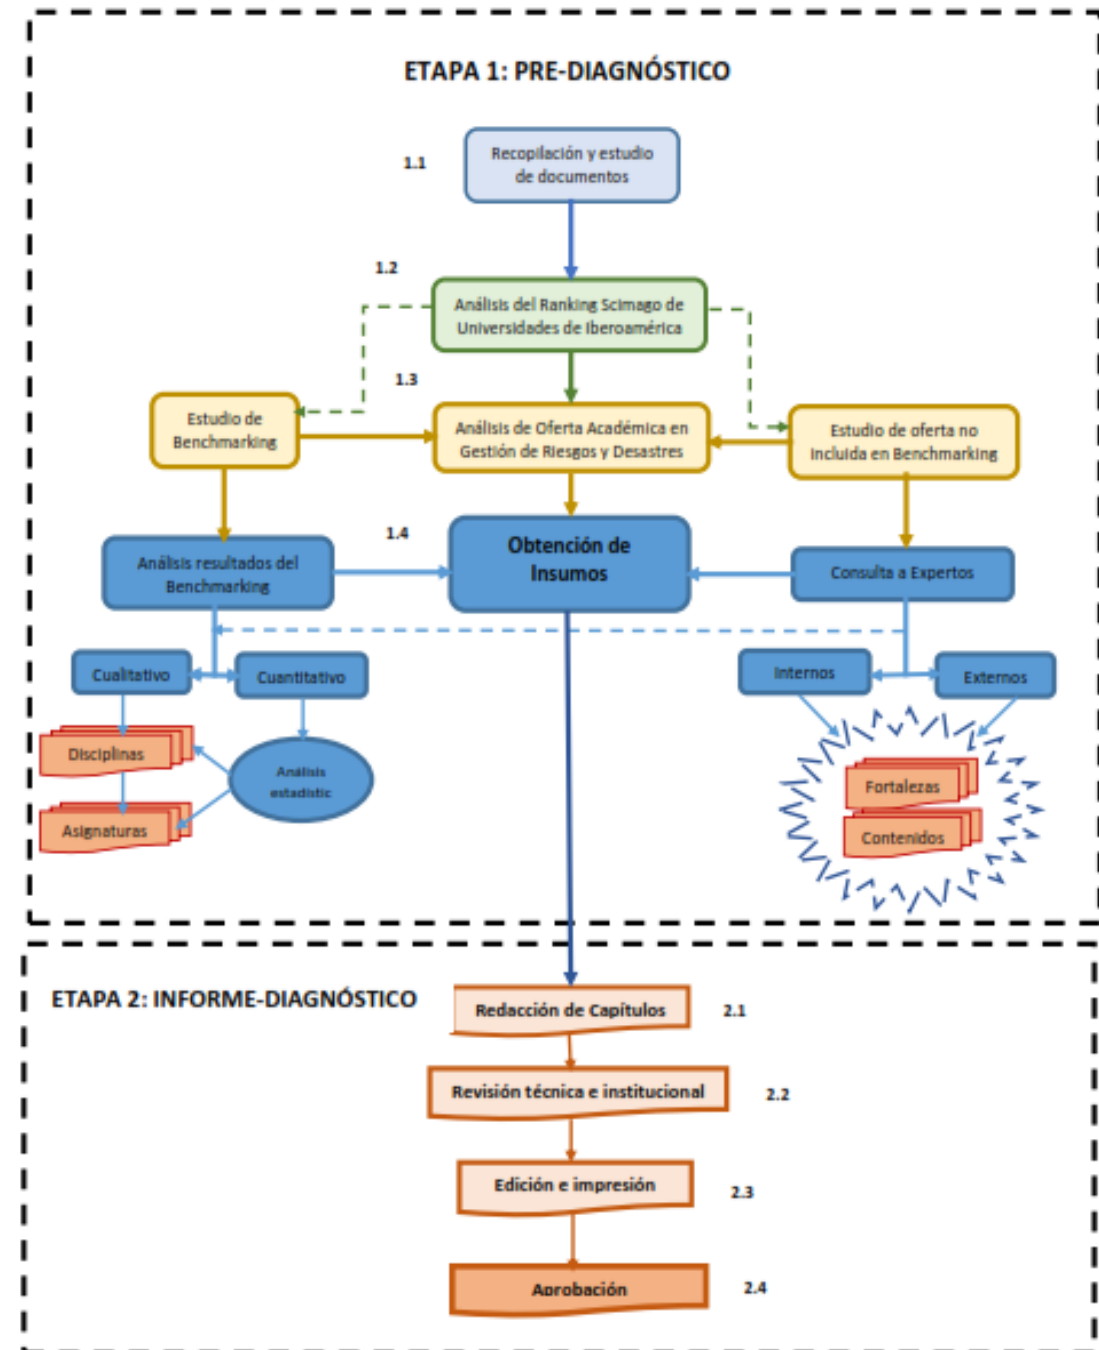 ETAPA 1: PRE-DIAGNÓSTICO
1.1
Recopilación y estudio
de documentos
1.2
Análisis del Ranking Scimago de
Universidades de Iberoamérica
1.3
Estudio de
Benchmarking
Análisis de Oferta Académica en
Gestión de Riesgos y Desastres
Estudio de oferta no
Incluida en Benchmarking
1.4
Análisis resultados del
Benchmarking
Obtención de
Insumos
Consulta a Expertos
Cualitativo
Cuantitativo
Internos
Externos
Disciplinas
Análisis
estadístic
Asignaturas
Fortalezas
Contenidos
ETAPA 2: INFORME-DIAGNÓSTICO
Redacción de Capítulos
2.1
Revisión técnica e institucional
2.2
Edición e impresión
2.3
Aprobación
2.4